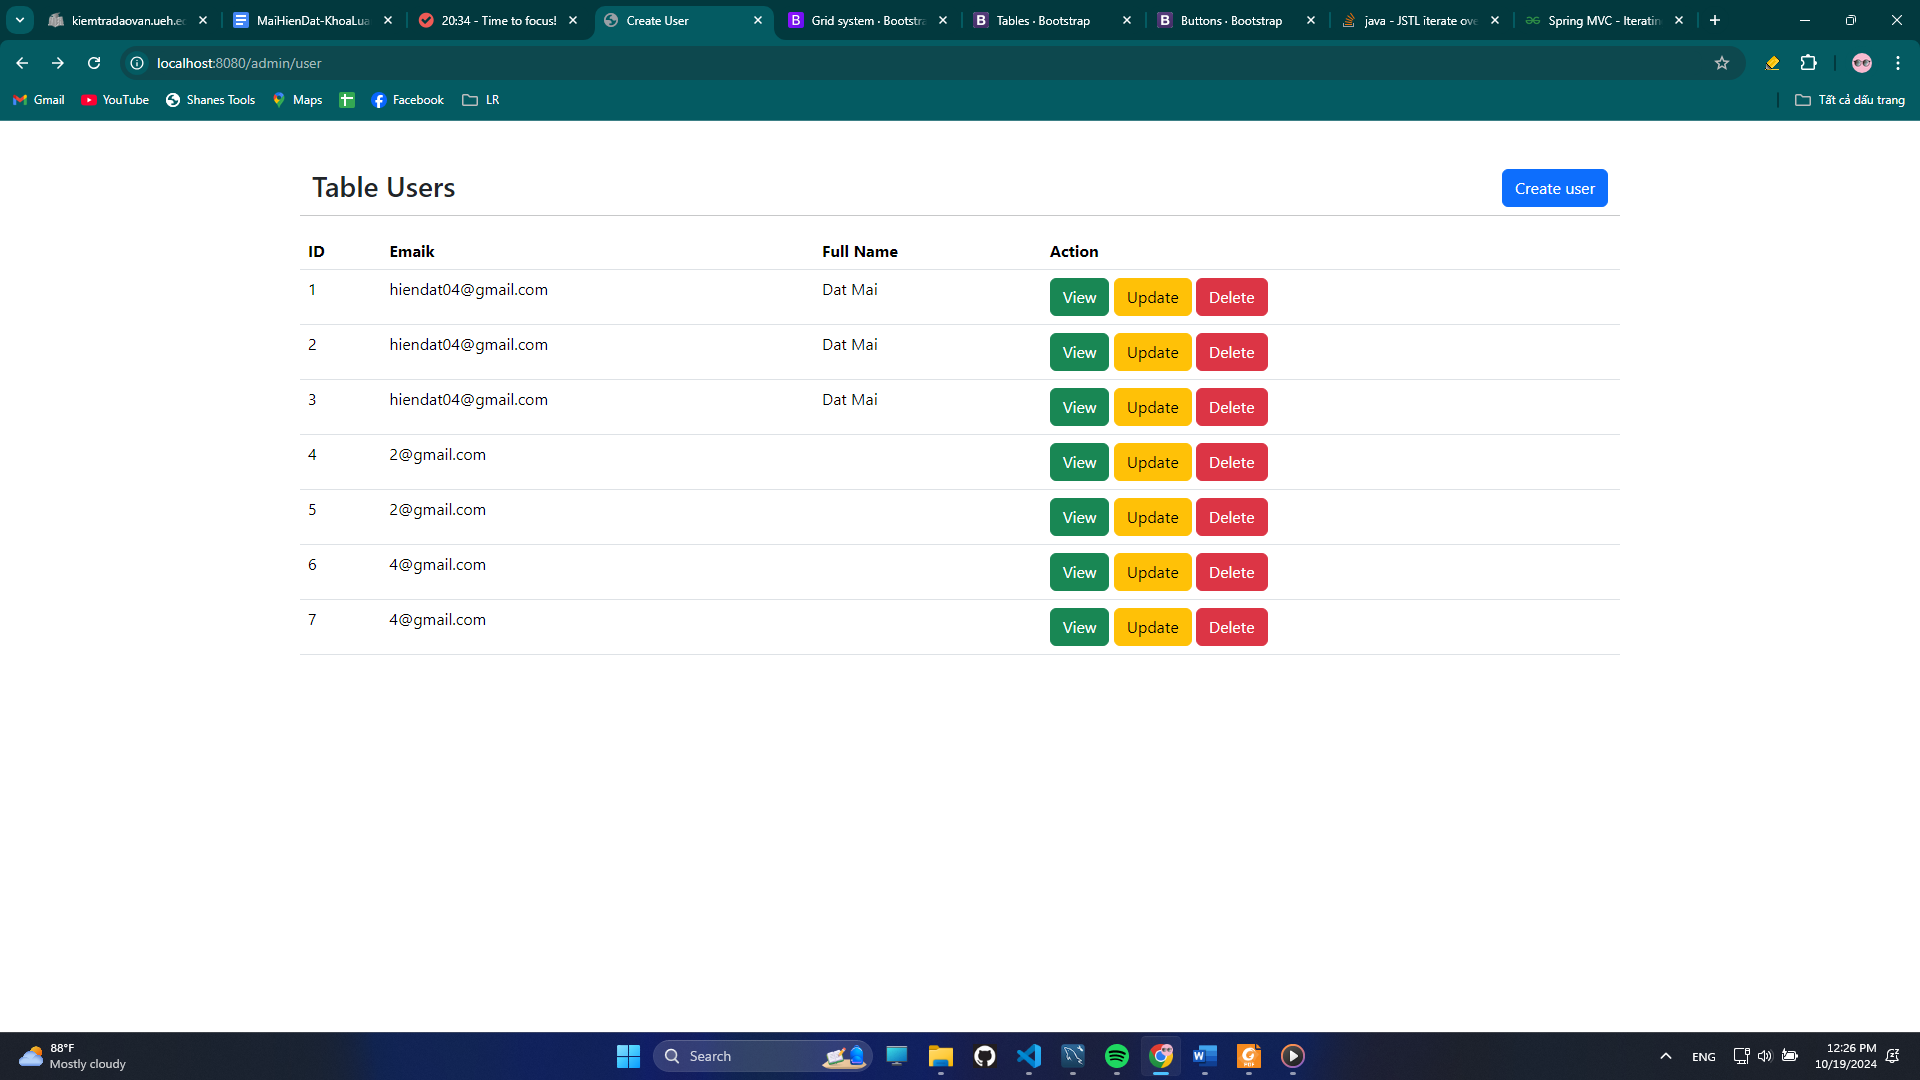 kiemtradaovan.ueh.ec
MaiHienDat-KhoaLua
20:34 - Time to focus!
Create User
Grid system · Bootstra
Tables · Bootstrap
Buttons · Bootstrap
java - JSTL iterate ove
Spring MVC - Iteratin
localhost:8080/admin/user
Gmail
YouTube
Shanes Tools
Maps
Facebook
LR
Tất cả dấu trang
Table Users
Create user
ID Emaik Full Name Action
1 hiendat04@gmail.com Dat Mai View Update Delete
2 hiendat04@gmail.com Dat Mai View Update Delete
3 hiendat04@gmail.com Dat Mai View Update Delete
4 2@gmail.com View Update Delete
5 2@gmail.com View Update Delete
6 4@gmail.com View Update Delete
7 4@gmail.com View Update Delete
88°F
Mostly cloudy
Search
ENG
12:26 PM
10/19/2024